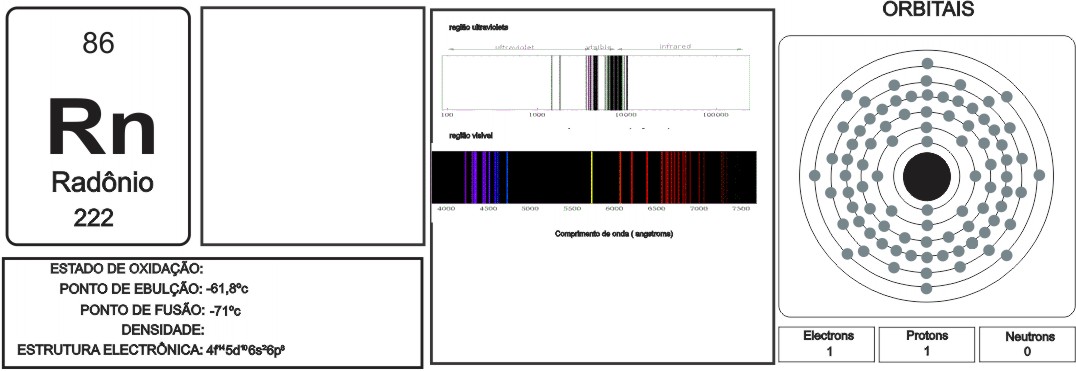 86
Rn
Radônio
222
ESTADO DE OXIDAÇÃO:
PONTO DE EBULÇÃO: -61,8ºc
PONTO DE FUSÃO: -71ºc
DENSIDADE:
ESTRUTURA ELECTRÔNICA: 4f¹⁴5d¹⁰6s²6p⁶
região ultravioleta
ultraviolet visible infrared
100 1000 10000 100000
região visivel
4000 4500 5000 5500 6000 6500 7000 7500
Comprimento de onda ( angstroms)
ORBITAIS
Electrons Protons Neutrons
1 1 0